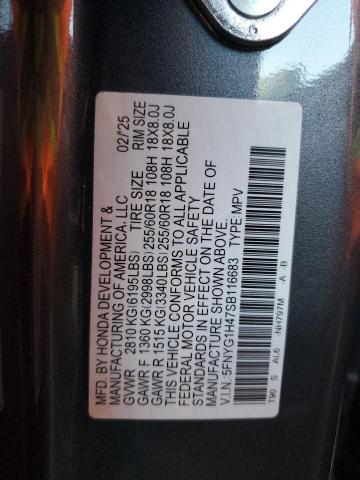 MFD. BY HONDA DEVELOPMENT &
MANUFACTURING OF AMERICA, LLC 02/25
GVWR 2810 KG(6195LBS) TIRE SIZE RIM SIZE
GAWR F 1360 KG(2998LBS) 255/60R18 108H 18X8.0J
GAWR R 1515 KG(3340LBS) 255/60R18 108H 18X8.0J
THIS VEHICLE CONFORMS TO ALL APPLICABLE
FEDERAL MOTOR VEHICLE SAFETY
STANDARDS IN EFFECT ON THE DATE OF
MANUFACTURE SHOWN ABOVE.
V.I.N.: 5FNYG1H47SB116683 TYPE: MPV
T90 S AL6 -NH797M -A -B